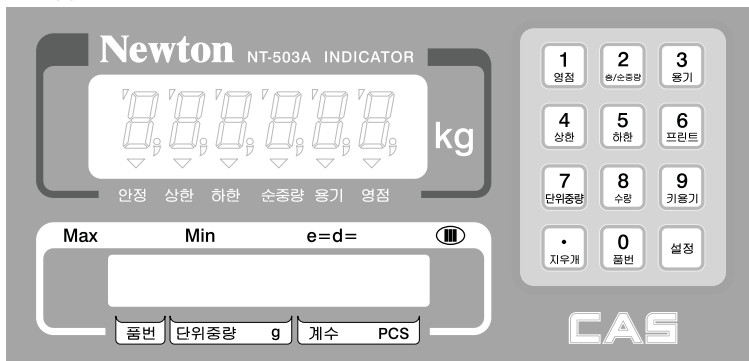 Newton NT-503A INDICATOR
kg
안정 상한 하한 순중량 용기 영점
Max Min e=d= III
품번 단위중량 g 계수 PCS
1 2 3
영점 총/순중량 용기
4 5 6
상한 하한 프린트
7 8 9
단위중량 수량 키용기
· 0 설정
지우개 품번
CAS